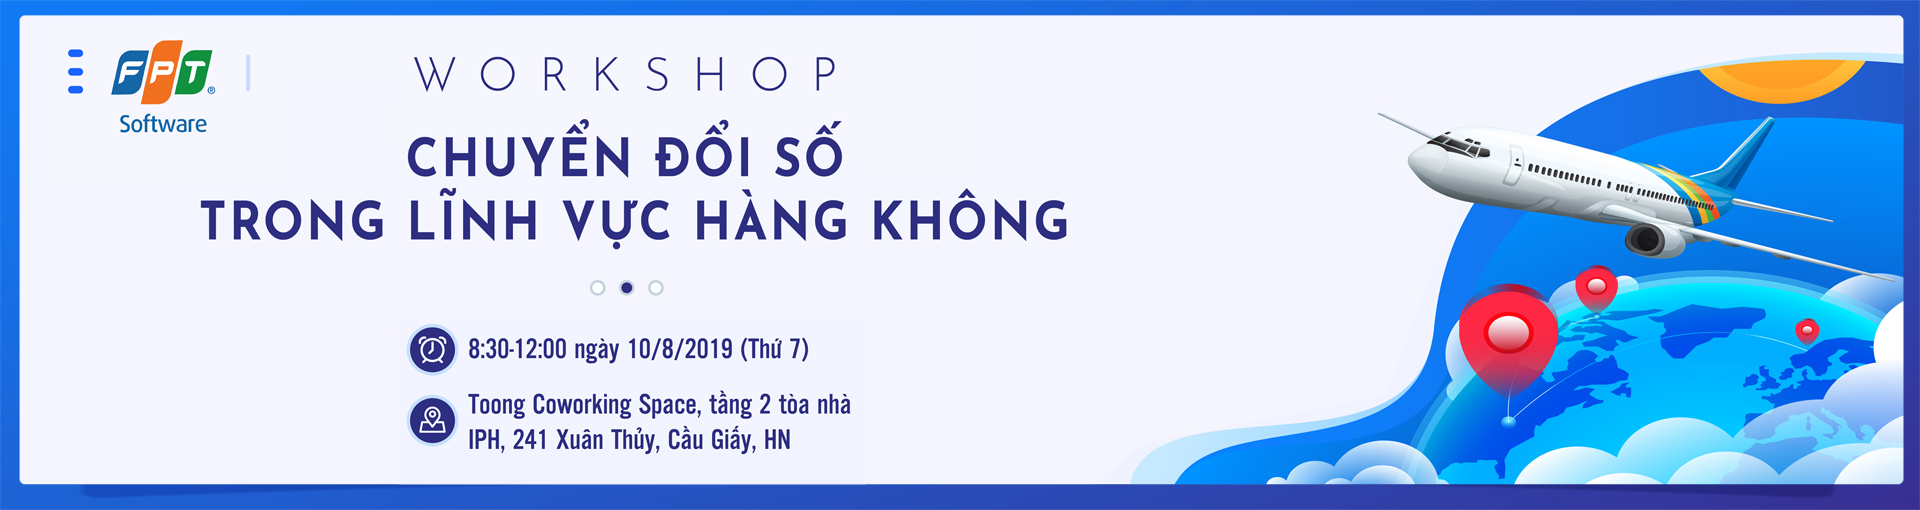 FPT®
Software
WORKSHOP
CHUYỂN ĐỔI SỐ
TRONG LĨNH VỰC HÀNG KHÔNG
8:30-12:00 ngày 10/8/2019 (Thứ 7)
Toong Coworking Space, tầng 2 tòa nhà
IPH, 241 Xuân Thủy, Cầu Giấy, HN